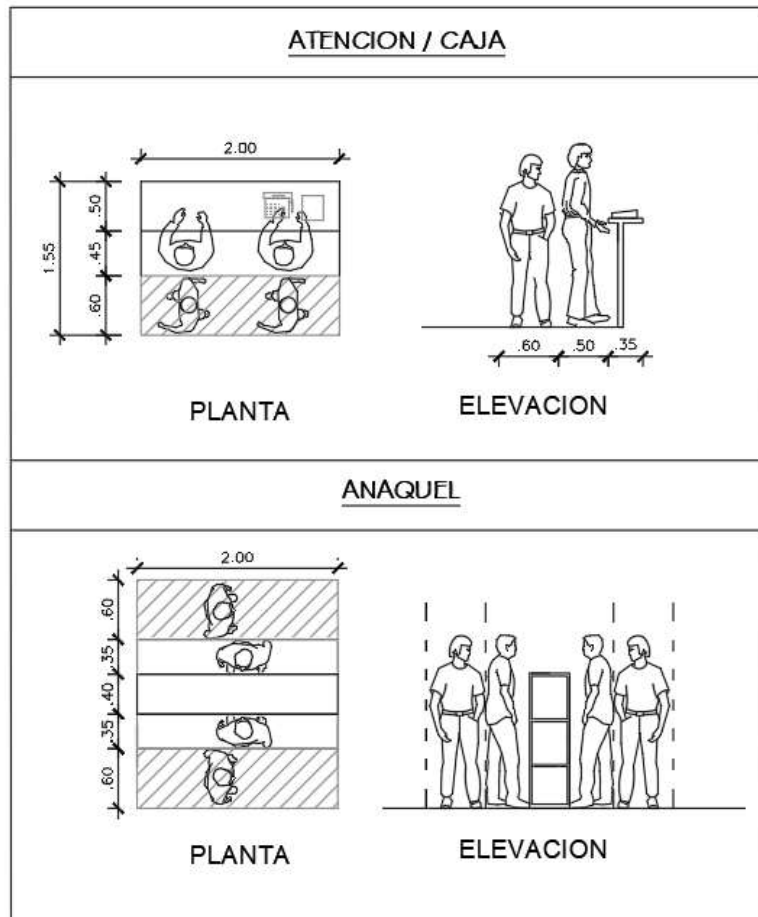 ATENCION / CAJA
2.00
1.55
.50
.45
.60
.60 .50 .35
PLANTA
ELEVACION
ANAQUEL
2.00
.60
.35
.40
.35
.60
PLANTA
ELEVACION